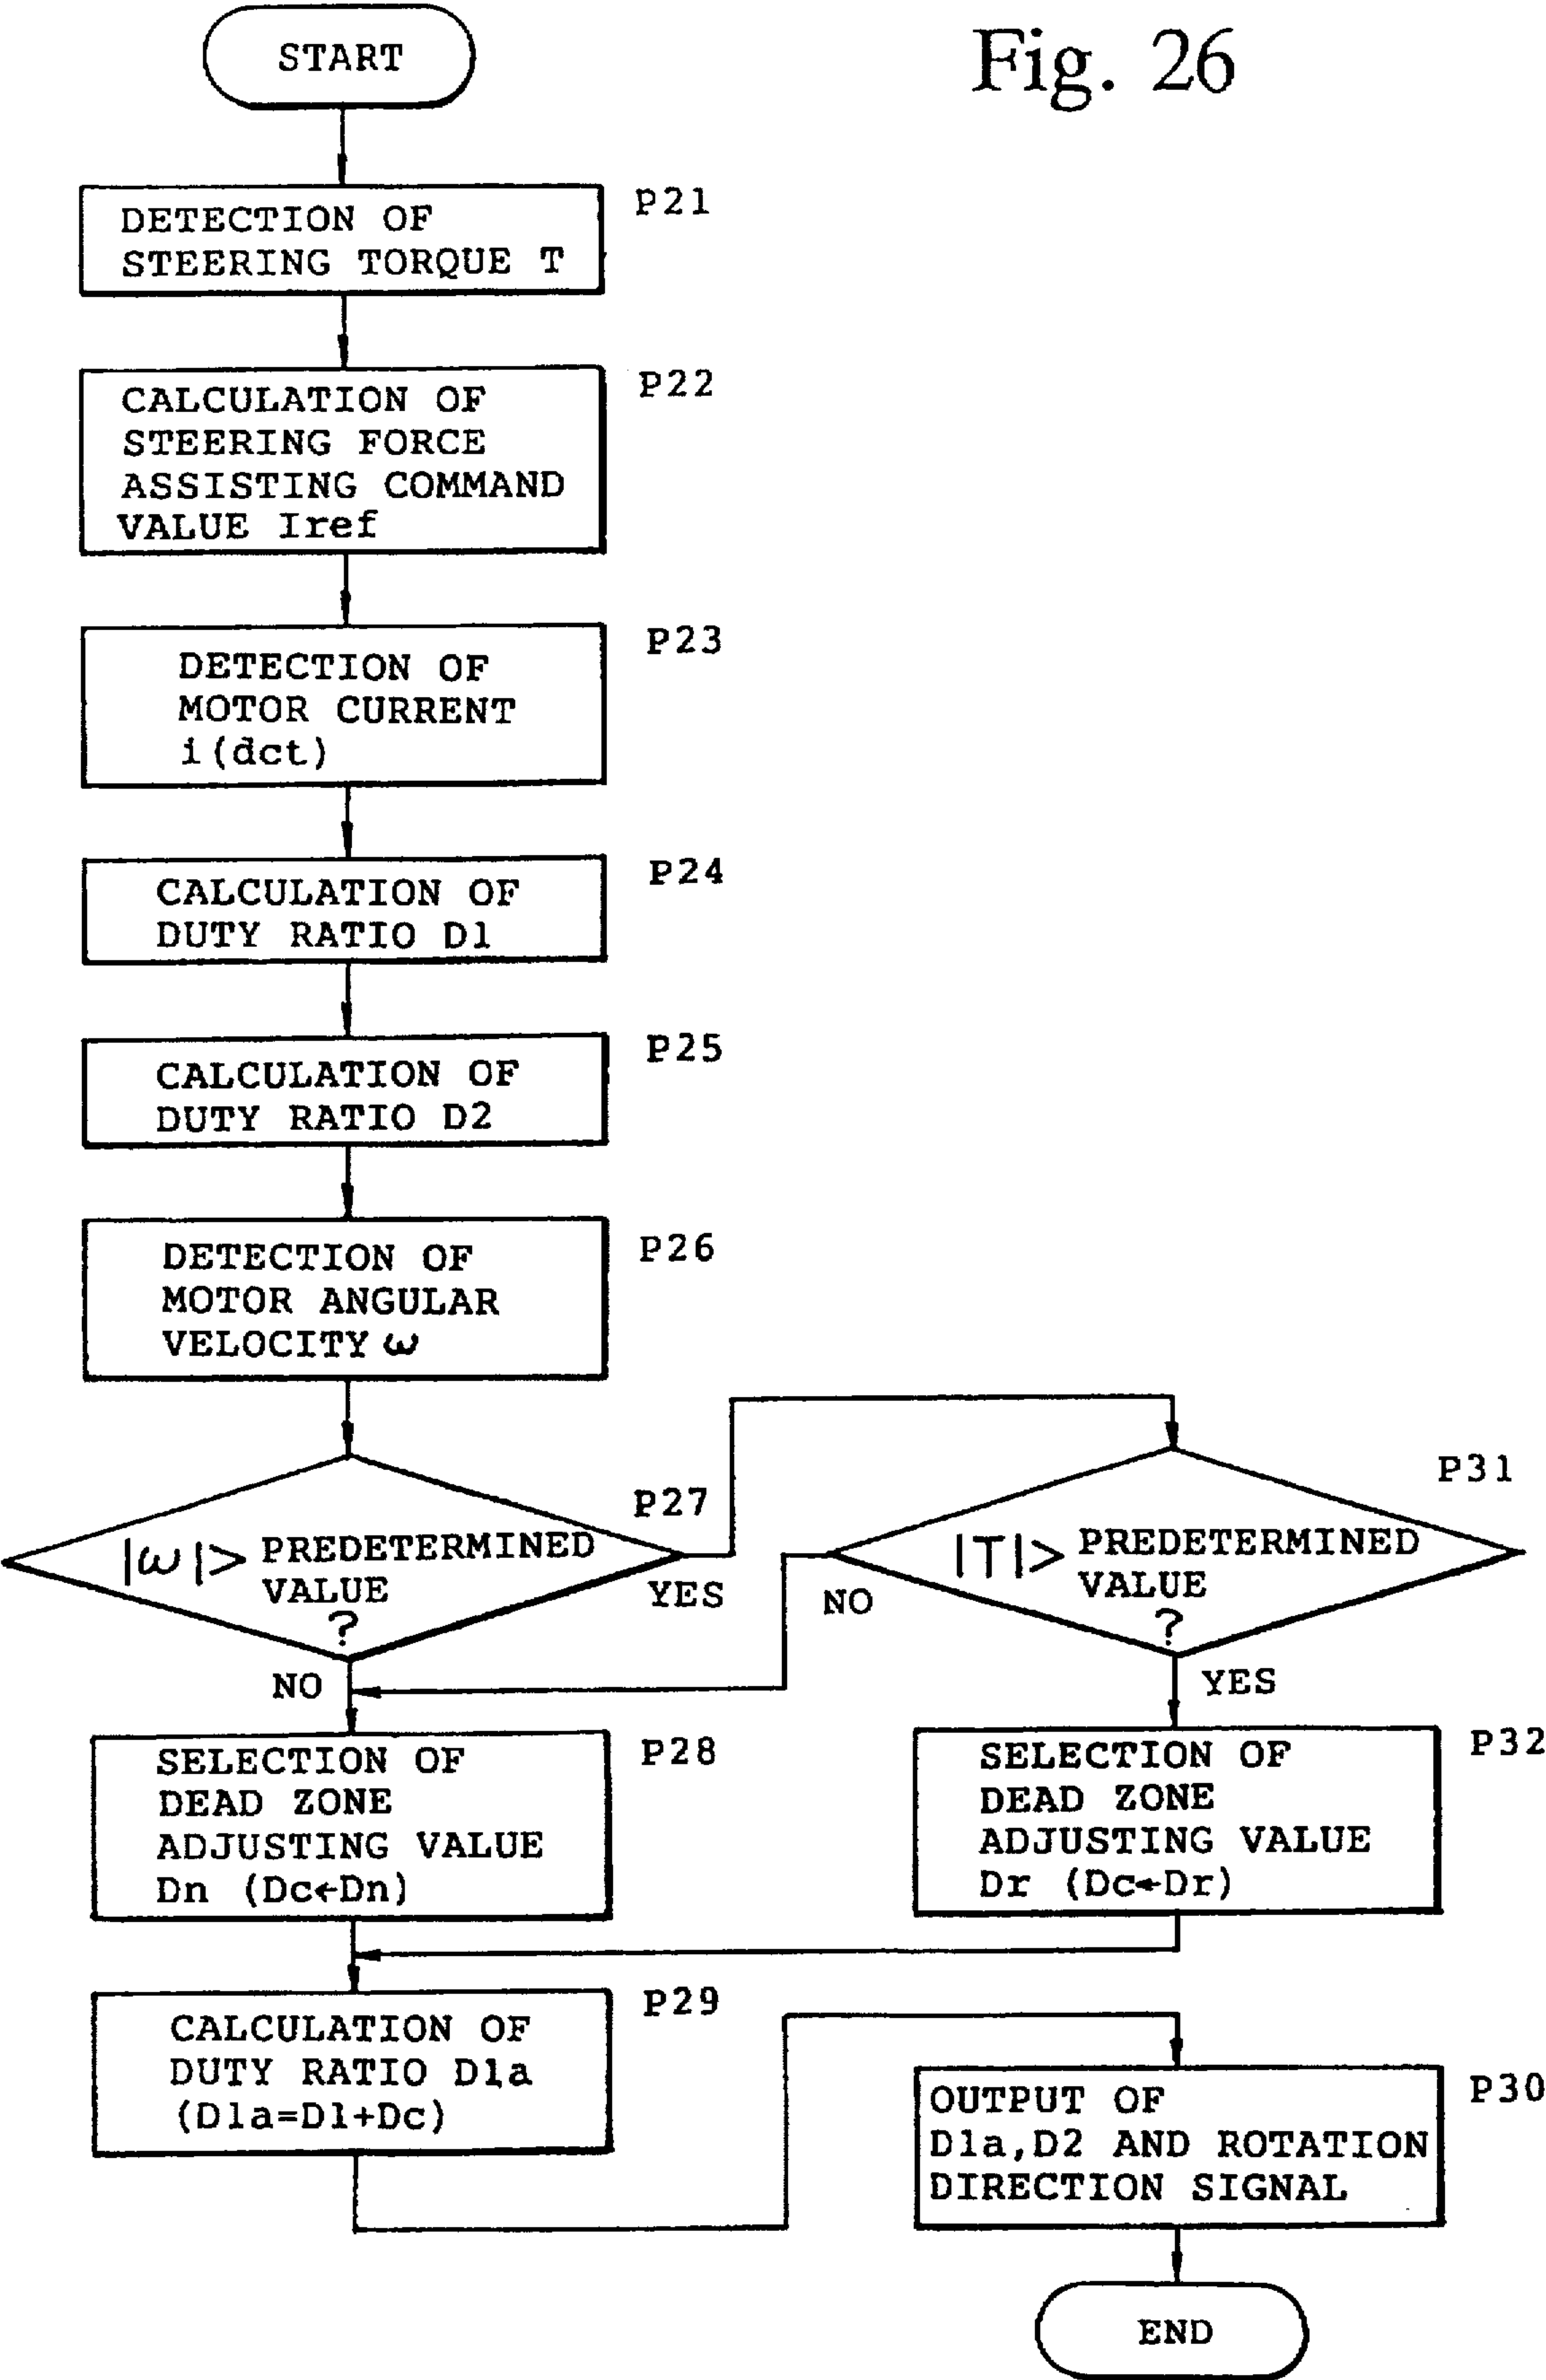 Fig. 26
START
P21
DETECTION OF
STEERING TORQUE T
P22
CALCULATION OF
STEERING FORCE
ASSISTING COMMAND
VALUE Iref
P23
DETECTION OF
MOTOR CURRENT
i(dct)
P24
CALCULATION OF
DUTY RATIO D1
P25
CALCULATION OF
DUTY RATIO D2
P26
DETECTION OF
MOTOR ANGULAR
VELOCITY ω
P27
|ω|> PREDETERMINED
VALUE
?
YES
NO
P31
|T|> PREDETERMINED
VALUE
?
NO
YES
P28
SELECTION OF
DEAD ZONE
ADJUSTING VALUE
Dn (Dc←Dn)
P32
SELECTION OF
DEAD ZONE
ADJUSTING VALUE
Dr (Dc←Dr)
P29
CALCULATION OF
DUTY RATIO D1a
(D1a=D1+Dc)
P30
OUTPUT OF
D1a,D2 AND ROTATION
DIRECTION SIGNAL
END